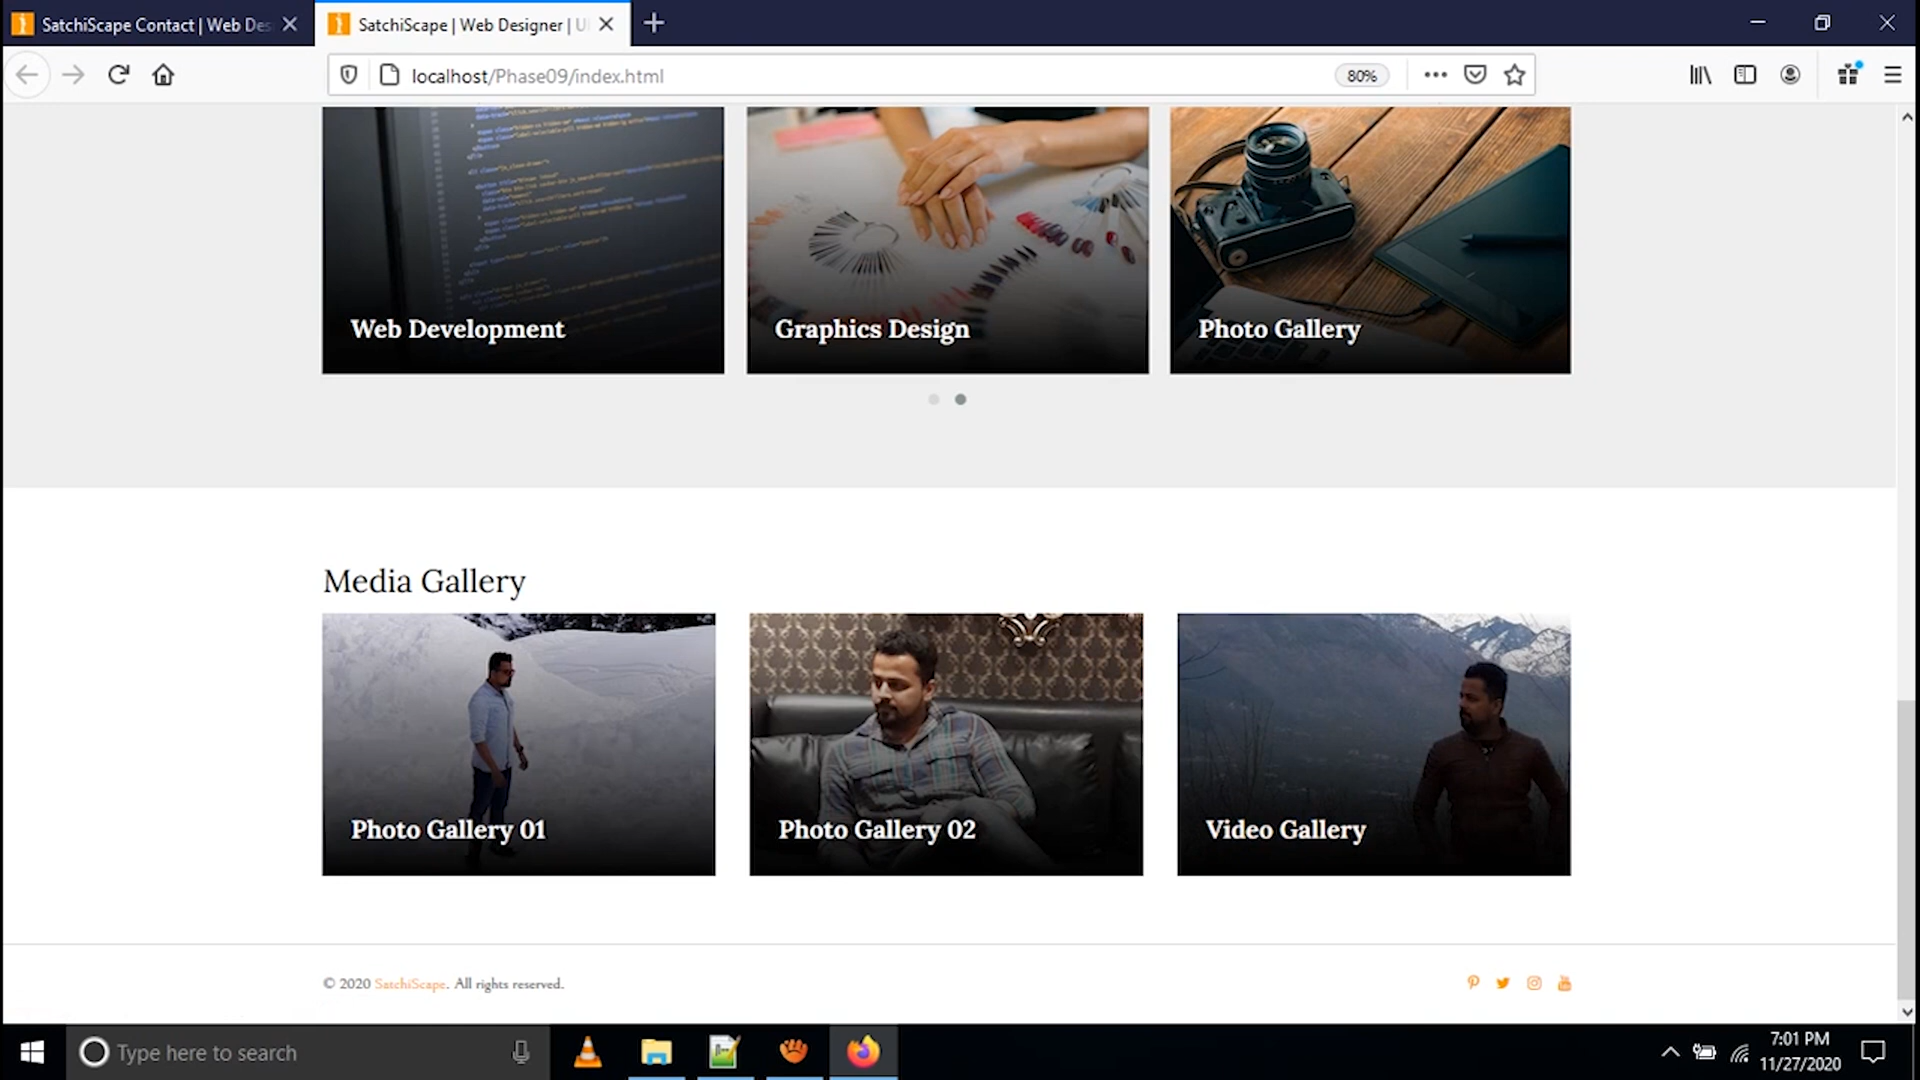 SatchiScape Contact | Web Des
SatchiScape | Web Designer | U
localhost/Phase09/index.html
80%
Web Development
Graphics Design
Photo Gallery
Media Gallery
Photo Gallery 01
Photo Gallery 02
Video Gallery
© 2020 SatchiScape. All rights reserved.
Type here to search
7:01 PM
11/27/2020